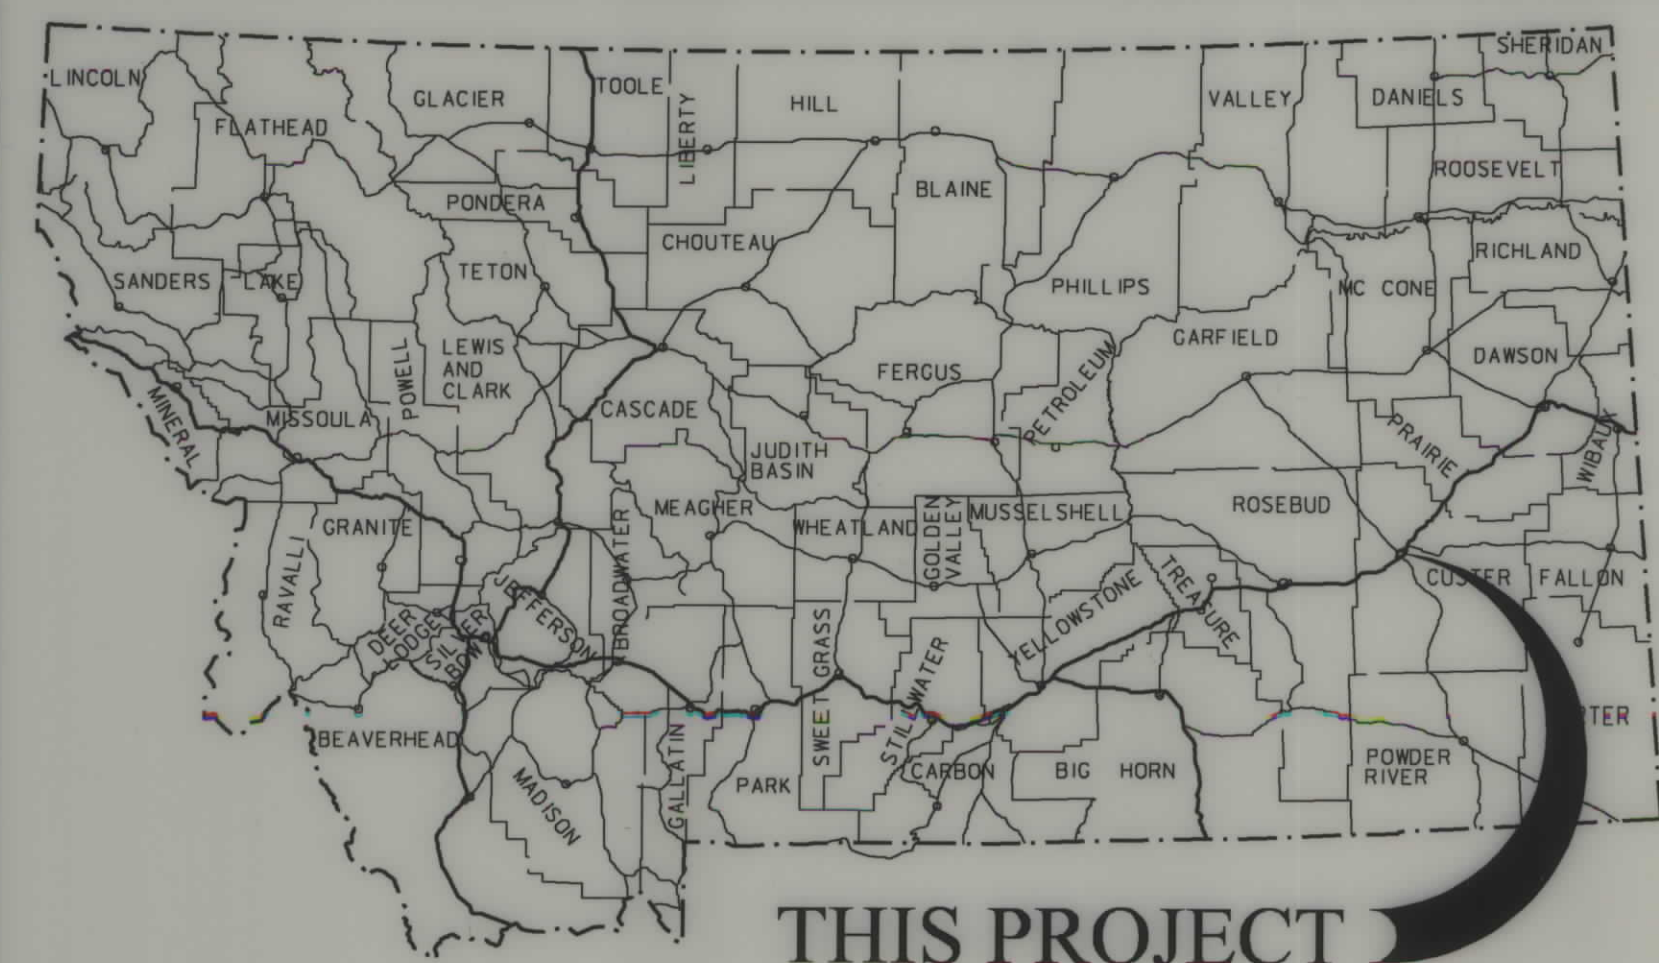 SHERIDAN
LINCOLN
GLACIER
TOOLE
LIBERTY
HILL
VALLEY
DANIELS
FLATHEAD
ROOSEVELT
BLAINE
PONDERA
CHOUTEAU
RICHLAND
SANDERS
LAKE
TETON
PHILLIPS
MC CONE
GARFIELD
DAWSON
LEWIS
AND
CLARK
POWELL
FERGUS
PETROLEUM
MINERAL
MISSOULA
CASCADE
PRAIRIE
WIBAUX
JUDITH
BASIN
MEAGHER
WHEATLAND
GOLDEN
VALLEY
MUSSELSHELL
ROSEBUD
GRANITE
RAVALLI
BROADWATER
JEFFERSON
TREASURE
CUSTER
FALLON
DEER
LODGE
SILVER
BOW
YELLOWSTONE
SWEET GRASS
STILLWATER
RTER
BEAVERHEAD
MADISON
GALLATIN
PARK
CARBON
BIG HORN
POWDER
RIVER
THIS PROJECT